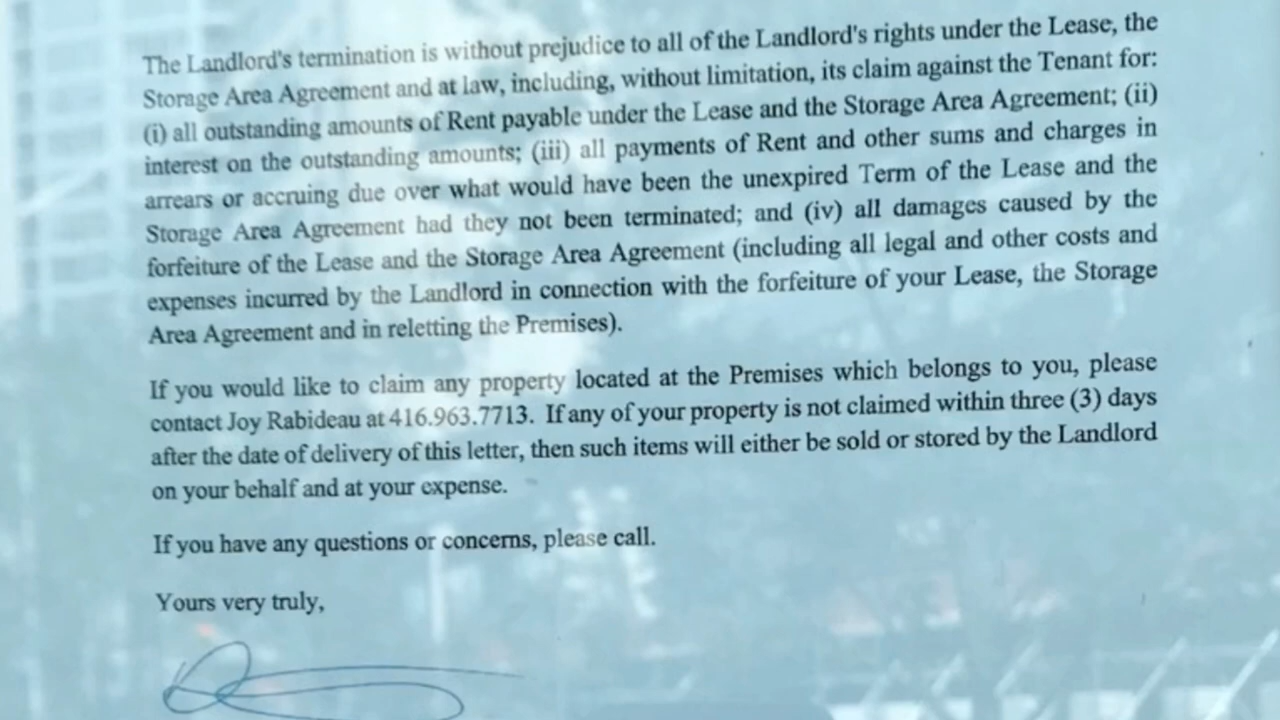 The Landlord's termination is without prejudice to all of the Landlord's rights under the Lease, the
Storage Area Agreement and at law, including, without limitation, its claim against the Tenant for:
(i) all outstanding amounts of Rent payable under the Lease and the Storage Area Agreement; (ii)
interest on the outstanding amounts; (iii) all payments of Rent and other sums and charges in
arrears or accruing due over what would have been the unexpired Term of the Lease and the
Storage Area Agreement had they not been terminated; and (iv) all damages caused by the
forfeiture of the Lease and the Storage Area Agreement (including all legal and other costs and
expenses incurred by the Landlord in connection with the forfeiture of your Lease, the Storage
Area Agreement and in reletting the Premises).
If you would like to claim any property located at the Premises which belongs to you, please
contact Joy Rabideau at 416.963.7713. If any of your property is not claimed within three (3) days
after the date of delivery of this letter, then such items will either be sold or stored by the Landlord
on your behalf and at your expense.
If you have any questions or concerns, please call.
Yours very truly,